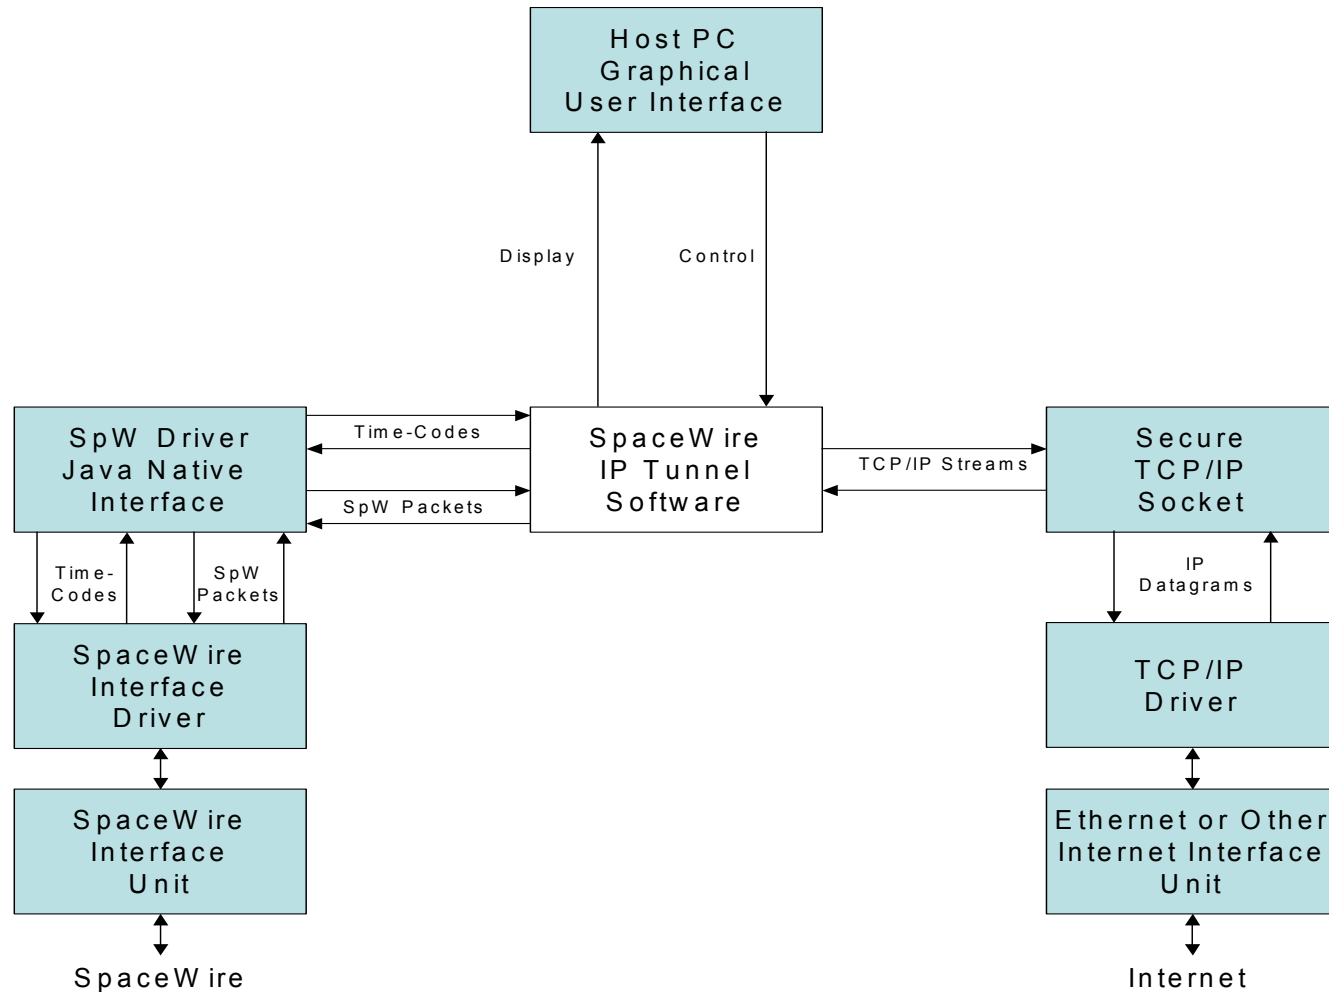 Host PC
Graphical
User Interface
Display
Control
SpW Driver
Java Native
Interface
Time-Codes
SpW Packets
SpaceWire
IP Tunnel
Software
TCP/IP Streams
Secure
TCP/IP
Socket
Time-
Codes
SpW
Packets
IP
Datagrams
SpaceWire
Interface
Driver
TCP/IP
Driver
SpaceWire
Interface
Unit
Ethernet or Other
Internet Interface
Unit
SpaceWire
Internet